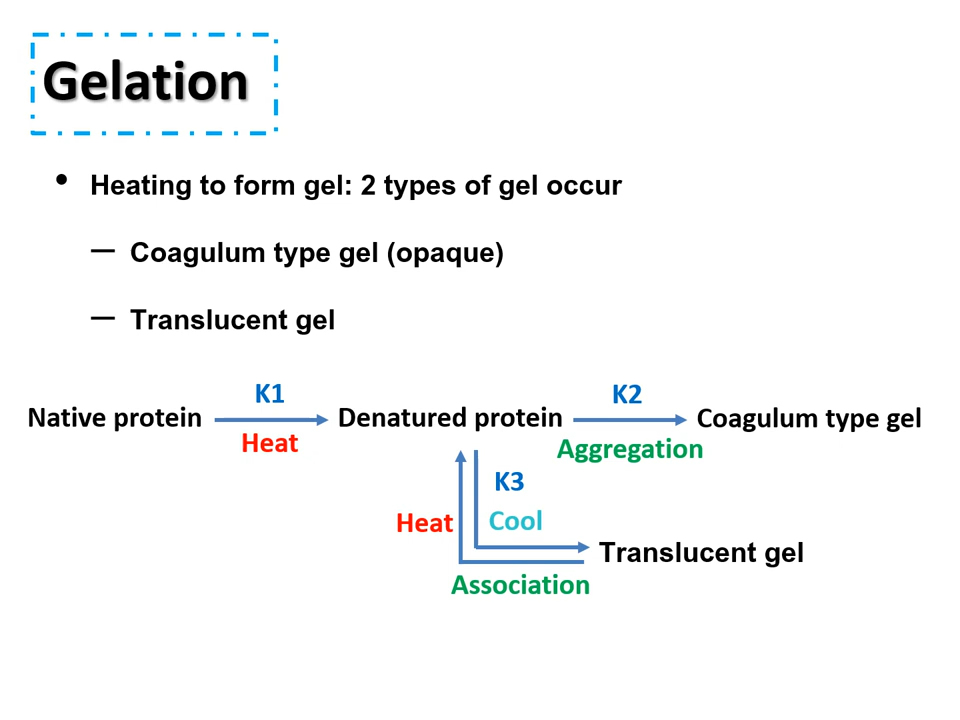 Gelation
• Heating to form gel: 2 types of gel occur
– Coagulum type gel (opaque)
– Translucent gel
K1
K2
Native protein
Denatured protein
Coagulum type gel
Heat
Aggregation
K3
Heat
Cool
Translucent gel
Association